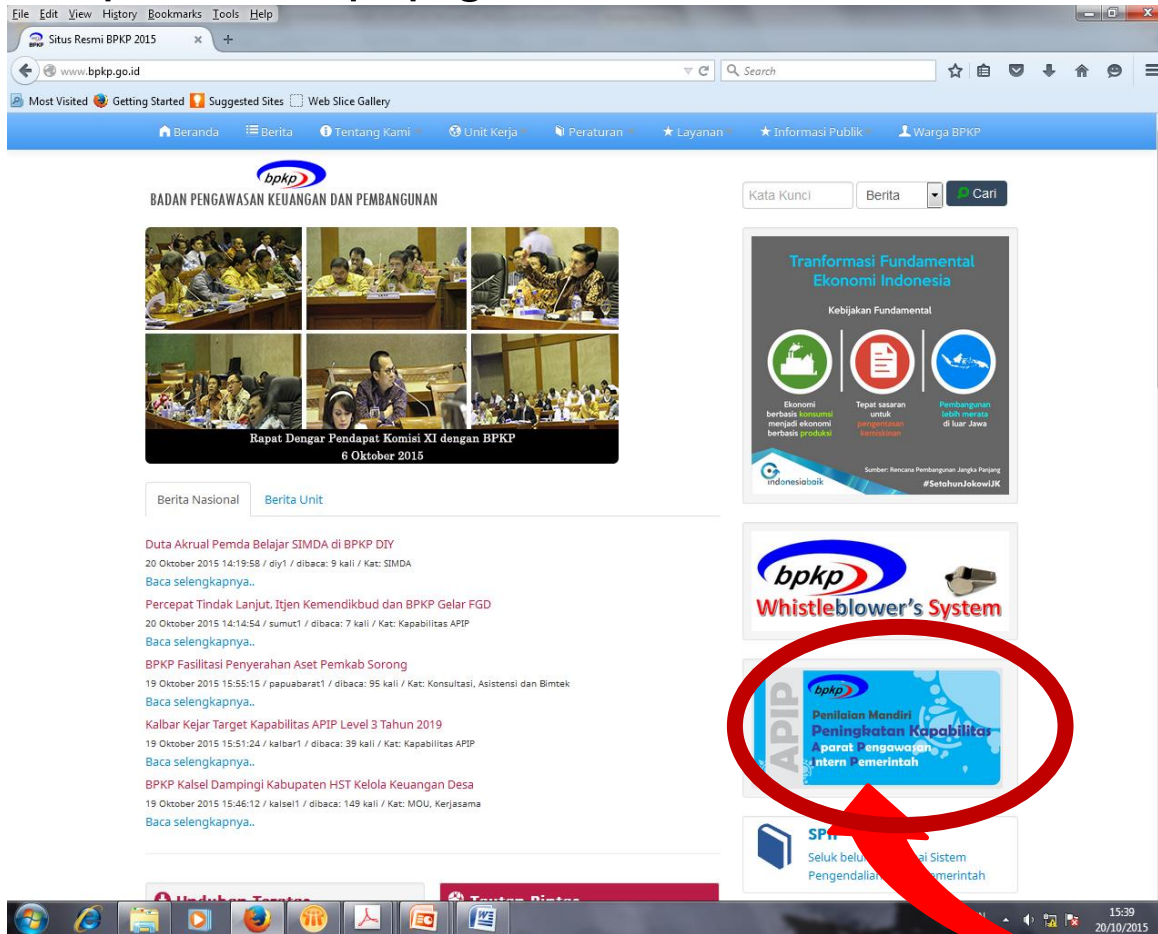 File Edit View History Bookmarks Tools Help
BPKP Situs Resmi BPKP 2015 × +
www.bpkp.go.id Search
Most Visited Getting Started Suggested Sites Web Slice Gallery
Beranda Berita Tentang Kami Unit Kerja Peraturan Layanan Informasi Publik Warga BPKP
bpkp
BADAN PENGAWASAN KEUANGAN DAN PEMBANGUNAN
Kata Kunci Berita Cari
Rapat Dengar Pendapat Komisi XI dengan BPKP
6 Oktober 2015
Tranformasi Fundamental
Ekonomi Indonesia
Kebijakan Fundamental
Ekonomi
berbasis konsumsi
menjadi ekonomi
berbasis produksi
Tepat sasaran
untuk
pengentasan
kemiskinan
Pembangunan
lebih merata
di luar Jawa
Sumber: Rencana Pembangunan Jangka Panjang
indonesiabaik
#SetahunJokowiJK
Berita Nasional Berita Unit
Duta Akrual Pemda Belajar SIMDA di BPKP DIY
20 Oktober 2015 14:19:58 / diy1 / dibaca: 9 kali / Kat: SIMDA
Baca selengkapnya..
Percepat Tindak Lanjut, Itjen Kemendikbud dan BPKP Gelar FGD
20 Oktober 2015 14:14:54 / sumut1 / dibaca: 7 kali / Kat: Kapabilitas APIP
Baca selengkapnya..
BPKP Fasilitasi Penyerahan Aset Pemkab Sorong
19 Oktober 2015 15:55:15 / papuabarat1 / dibaca: 95 kali / Kat: Konsultasi, Asistensi dan Bimtek
Baca selengkapnya..
Kalbar Kejar Target Kapabilitas APIP Level 3 Tahun 2019
19 Oktober 2015 15:51:24 / kalbar1 / dibaca: 39 kali / Kat: Kapabilitas APIP
Baca selengkapnya..
BPKP Kalsel Dampingi Kabupaten HST Kelola Keuangan Desa
19 Oktober 2015 15:46:12 / kalsel1 / dibaca: 149 kali / Kat: MOU, Kerjasama
Baca selengkapnya..
bpkp
Whistleblower's System
APIP
bpkp
Penilaian Mandiri
Peningkatan Kapabilitas
Aparat Pengawasan
Intern Pemerintah
Seluk
Sistem
15:39
20/10/2015